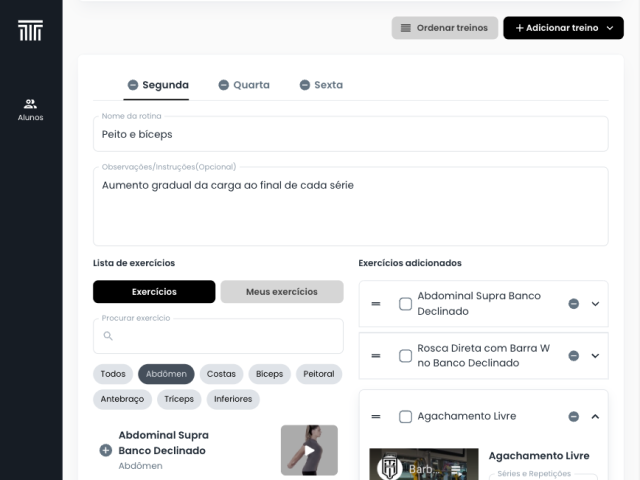 Ordenar treinos
+ Adicionar treino
Segunda
Quarta
Sexta
Alunos
Nome da rotina
Peito e bíceps
Observações/Instruções(Opcional)
Aumento gradual da carga ao final de cada série
Lista de exercícios
Exercícios
Meus exercícios
Procurar exercício
Todos
Abdômen
Costas
Bíceps
Peitoral
Antebraço
Tríceps
Inferiores
Abdominal Supra
Banco Declinado
Abdômen
Exercícios adicionados
Abdominal Supra Banco
Declinado
Rosca Direta com Barra W
no Banco Declinado
Agachamento Livre
Barb...
Agachamento Livre
Séries e Repetições